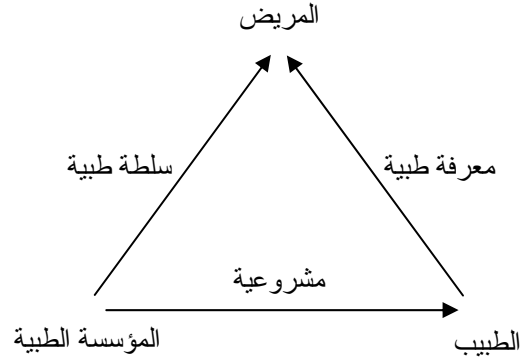 المريض
معرفة طبية
سلطة طبية
مشروعية
الطبيب
المؤسسة الطبية